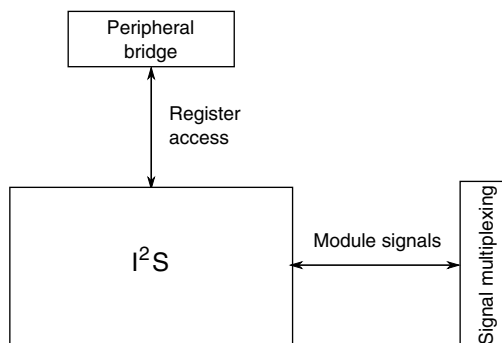 Peripheral
bridge
Register
access
I²S
Module signals
Signal multiplexing